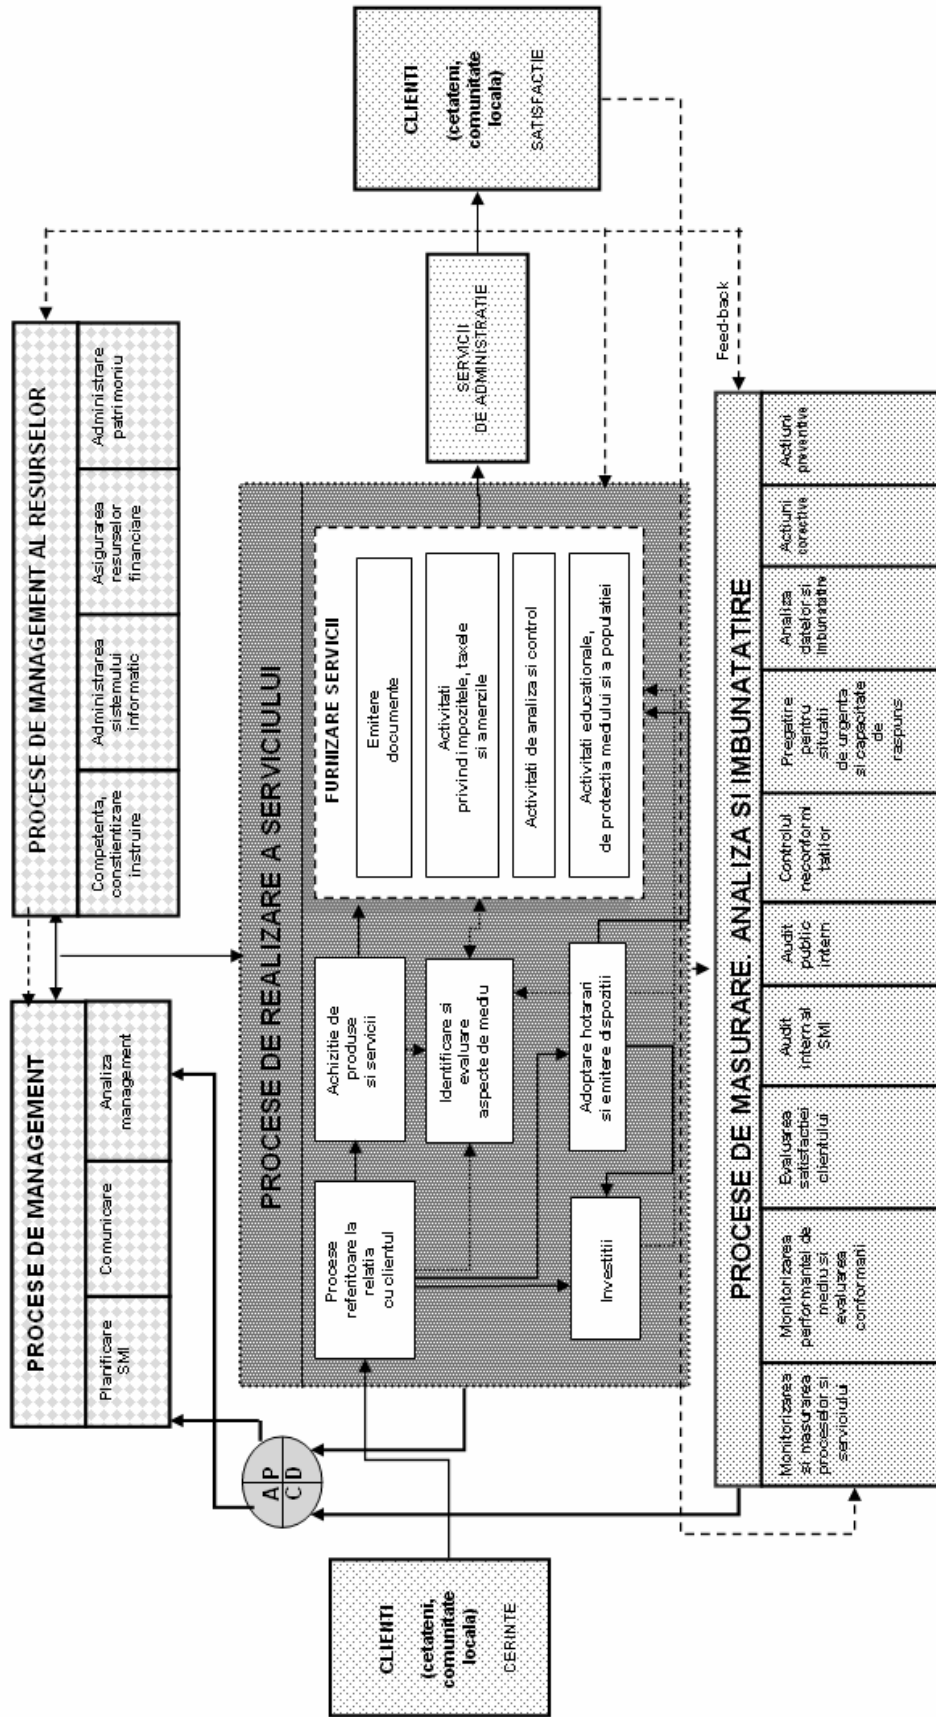 PROCESE DE MANAGEMENT
Planificare
SMI
Comunicare
Analiza
management
PROCESE DE MANAGEMENT AL RESURSELOR
Competenta,
constientizare
instruire
Administrarea
sistemului
informatic
Asigurarea
resurselor
financiare
Administrare
patrimoniu
A P
C D
CLIENTI
(cetateni,
comunitate
locala)
CERINTE
PROCESE DE REALIZARE A SERVICIULUI
Procese
referitoare la
relatia
cu clientul
Achizitie de
produse
si servicii
Identificare si
evaluare
aspecte de mediu
Investitii
Adoptare hotarari
si emitere dispozitii
FURNIZARE SERVICII
Emitere
documente
Activitati
privind impozitele, taxele
si amenzile
Activitati de analiza si control
Activitati educationale,
de protectia mediului si a populatiei
SERVICII
DE ADMINISTRATIE
CLIENTI
(cetateni,
comunitate
locala)
SATISFACTIE
Feed-back
PROCESE DE MASURARE. ANALIZA SI IMBUNATATIRE
Monitorizarea
si masurarea
proceselor si
serviciului
Monitorizarea
performantei de
mediu si
evaluarea
conformarii
Evaluarea
satisfactiei
clientului
Audit
intern al
SMI
Audit
public
intern
Controlul
neconformi
tatilor
Pregatire
pentru
situatii
de urgenta
si capacitate
de
raspuns
Analiza
datelor si
imbunatatire
Actiuni
corective
Actiuni
preventive